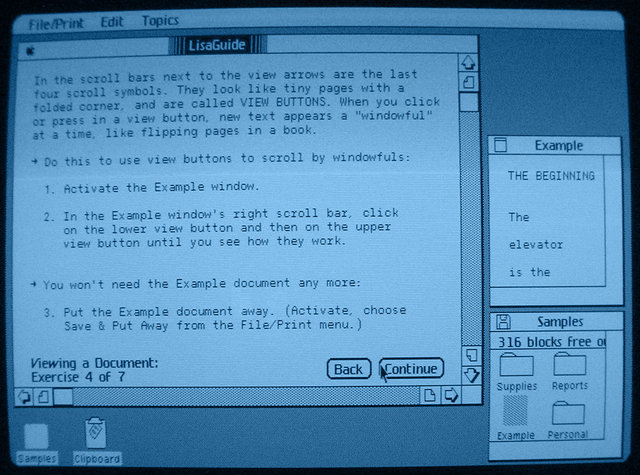 File/Print Edit Topics
LisaGuide
In the scroll bars next to the view arrows are the last
four scroll symbols. They look like tiny pages with a
folded corner, and are called VIEW BUTTONS. When you click
or press in a view button, new text appears a "windowful"
at a time, like flipping pages in a book.
→ Do this to use view buttons to scroll by windowfuls:
1. Activate the Example window.
2. In the Example window's right scroll bar, click
on the lower view button and then on the upper
view button until you see how they work.
→ You won't need the Example document any more:
3. Put the Example document away. (Activate, choose
Save & Put Away from the File/Print menu.)
Viewing a Document:
Exercise 4 of 7
Back Continue
Example
THE BEGINNING
The
elevator
is the
Samples
316 blocks free o
Supplies Reports
Example Personal
Samples Clipboard